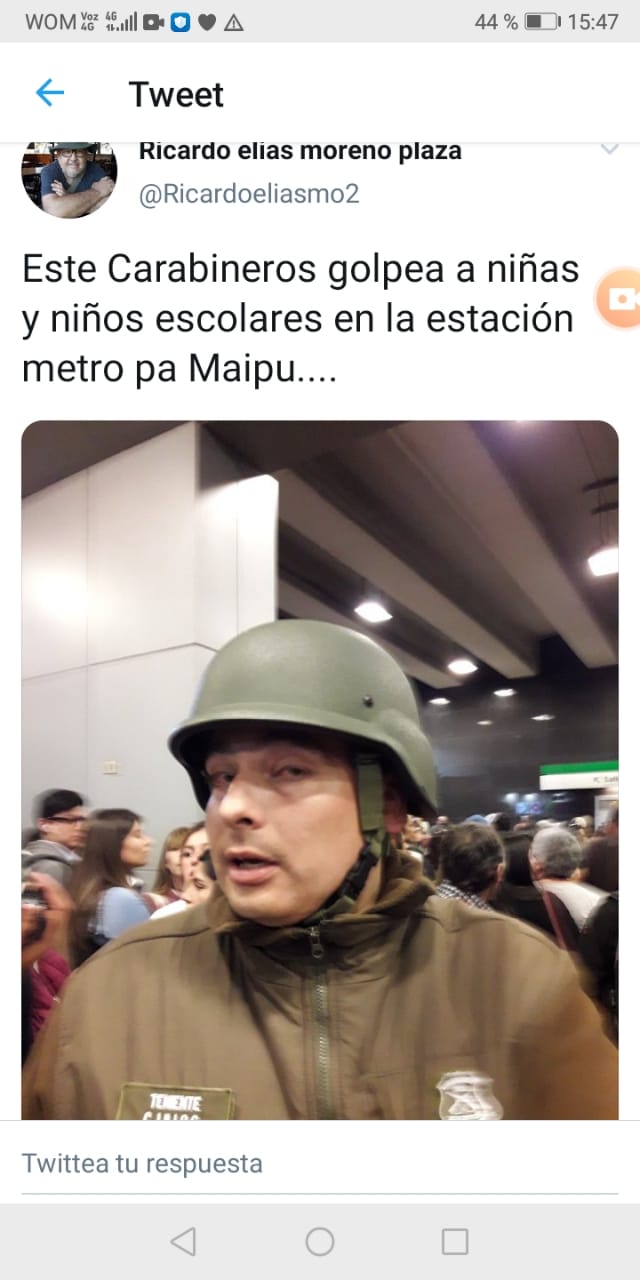 WOM Voz 4G 4G 44 % 15:47
Tweet
Ricardo elias moreno plaza
@Ricardoeliasmo2
Este Carabineros golpea a niñas
y niños escolares en la estación
metro pa Maipu....
TENIENTE
Twittea tu respuesta